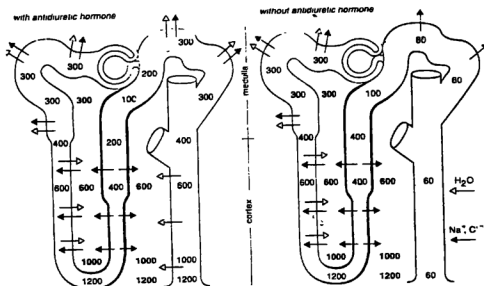 with antidiuretic hormone
300
300 300 200
300 300 100 300
400 200 400
600 600 400 600 600
1000 1000 1000
1200 1200 1200
medulla
cortex
without antidiuretic hormone
60
300 300 60
300 300 100
400 400
600 600 400 600 60
H₂O
Na⁺, Cl⁻
1000 1000
1200 1200 60